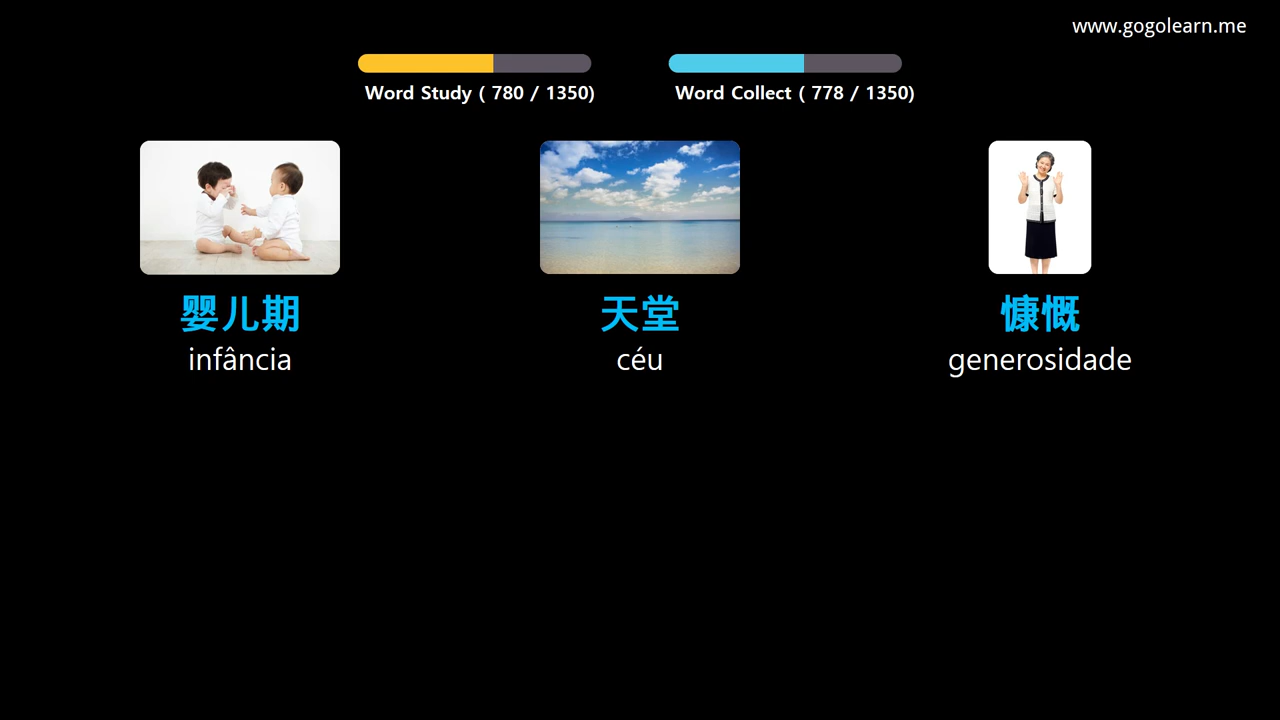 www.gogolearn.me
Word Study ( 780 / 1350)
Word Collect ( 778 / 1350)
婴儿期
infância
天堂
céu
慷慨
generosidade